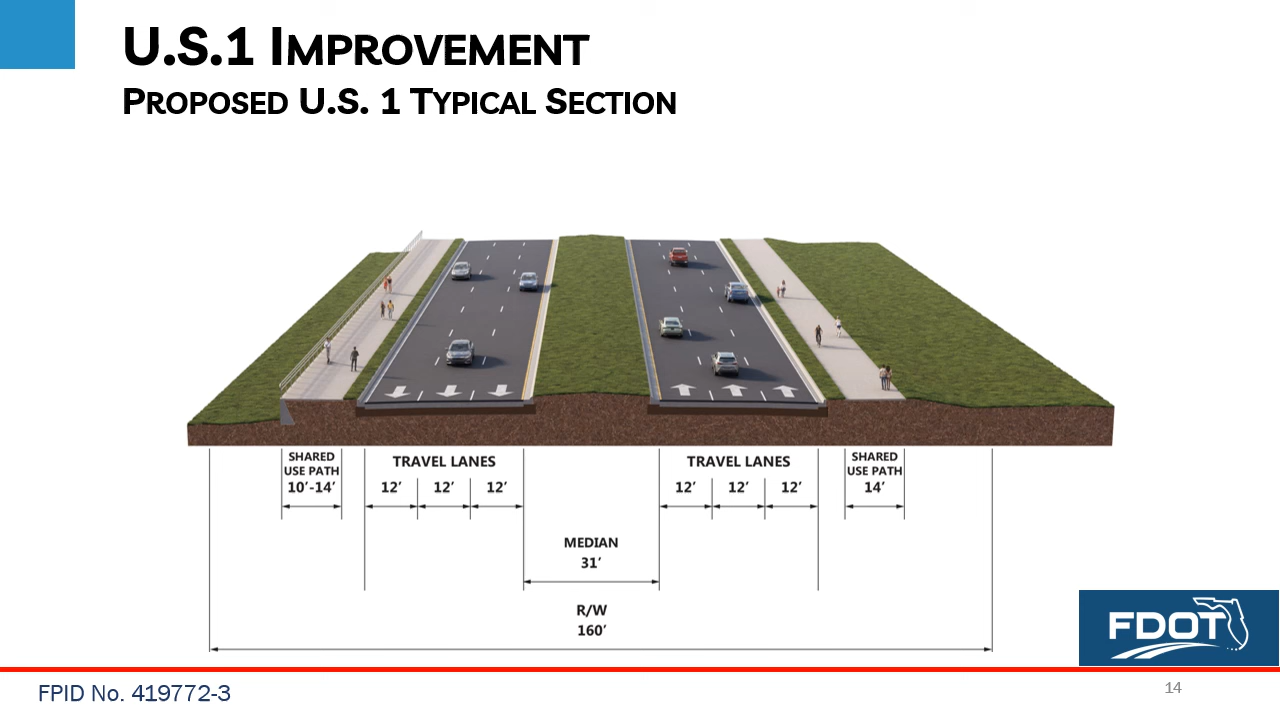 U.S.1 IMPROVEMENT
PROPOSED U.S. 1 TYPICAL SECTION
SHARED
USE PATH
10’-14’
TRAVEL LANES
12’ 12’ 12’
TRAVEL LANES
12’ 12’ 12’
SHARED
USE PATH
14’
MEDIAN
31’
R/W
160’
FDOT
FPID No. 419772-3
14